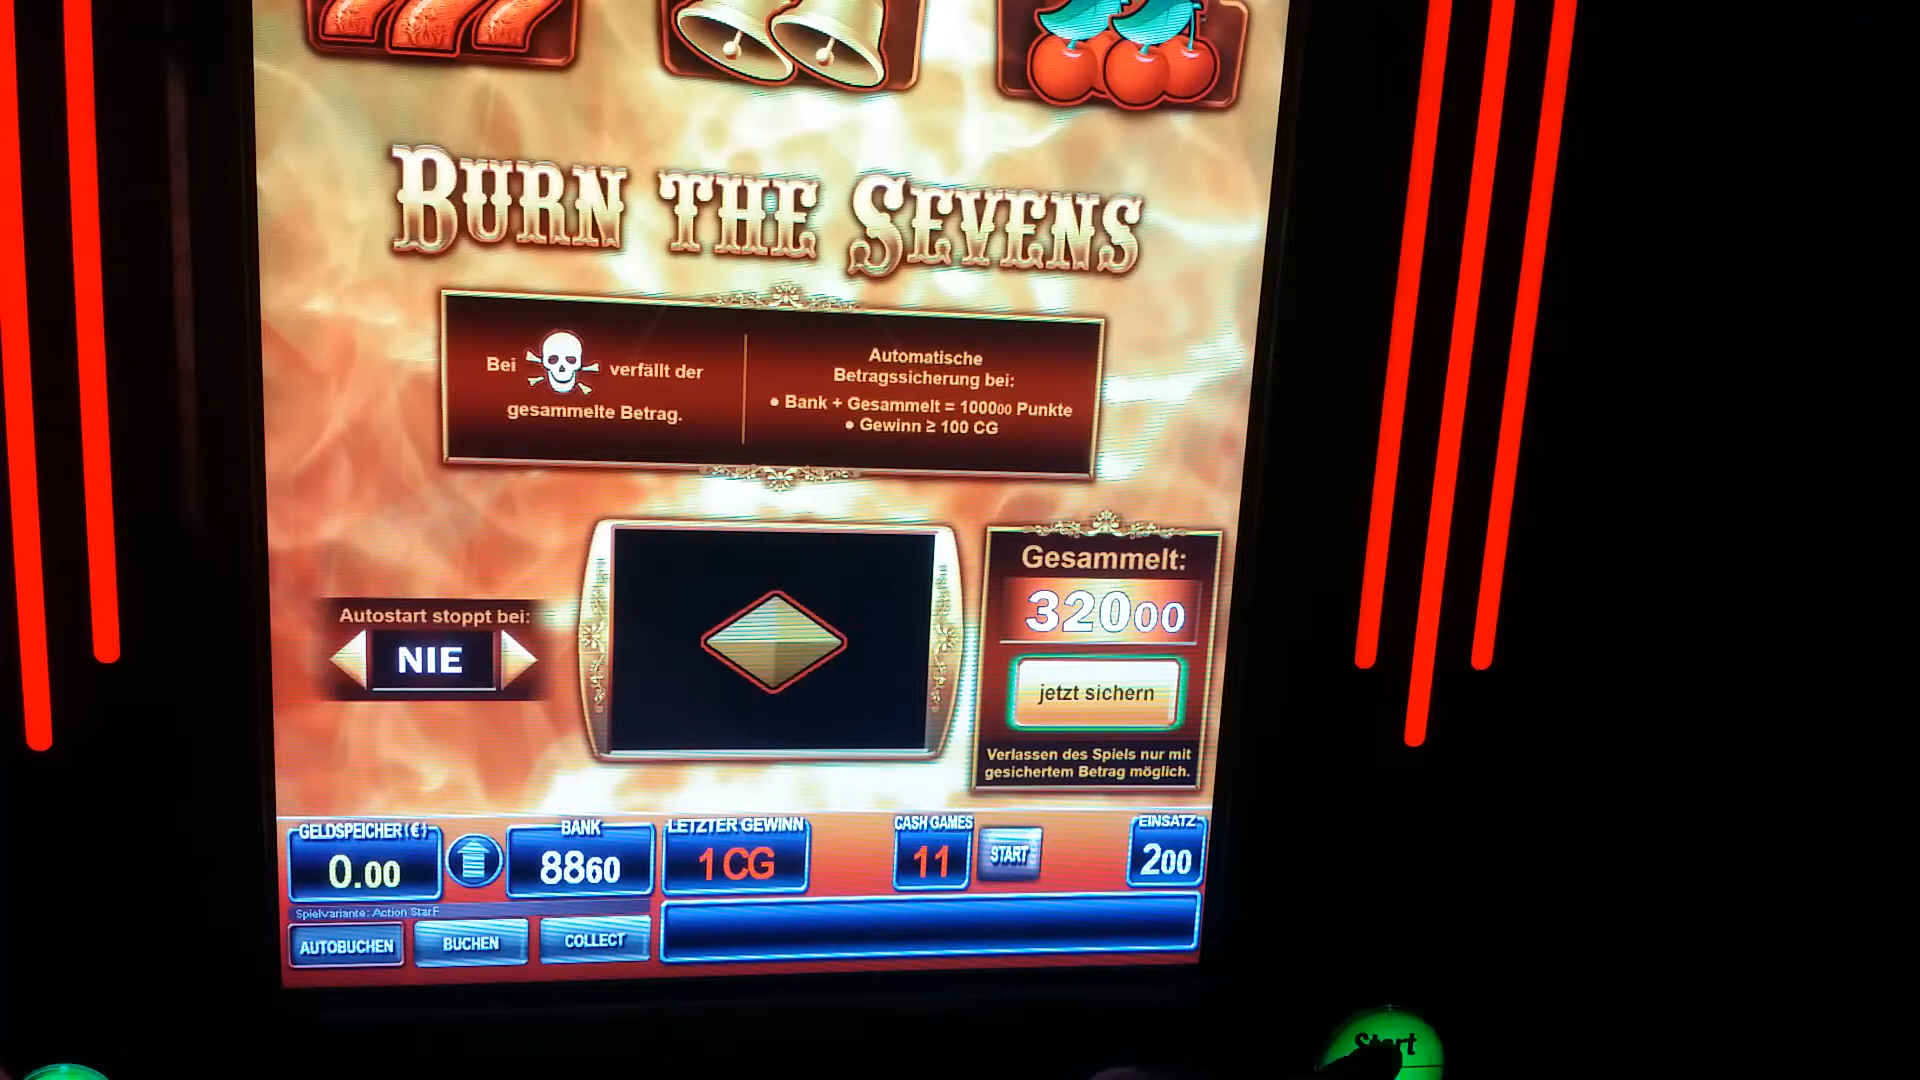 BURN THE SEVENS
Bei verfällt der
gesammelte Betrag.
Automatische
Betragssicherung bei:
• Bank + Gesammelt = 100000 Punkte
• Gewinn ≥ 100 CG
Autostart stoppt bei:
NIE
Gesammelt:
32000
jetzt sichern
Verlassen des Spiels nur mit
gesichertem Betrag möglich.
GELDSPEICHER (€)
0.00
BANK
8860
LETZTER GEWINN
1 CG
CASH GAMES
11
START
EINSATZ
200
Spielvariante: Action Star F
AUTOBUCHEN
BUCHEN
COLLECT
Start